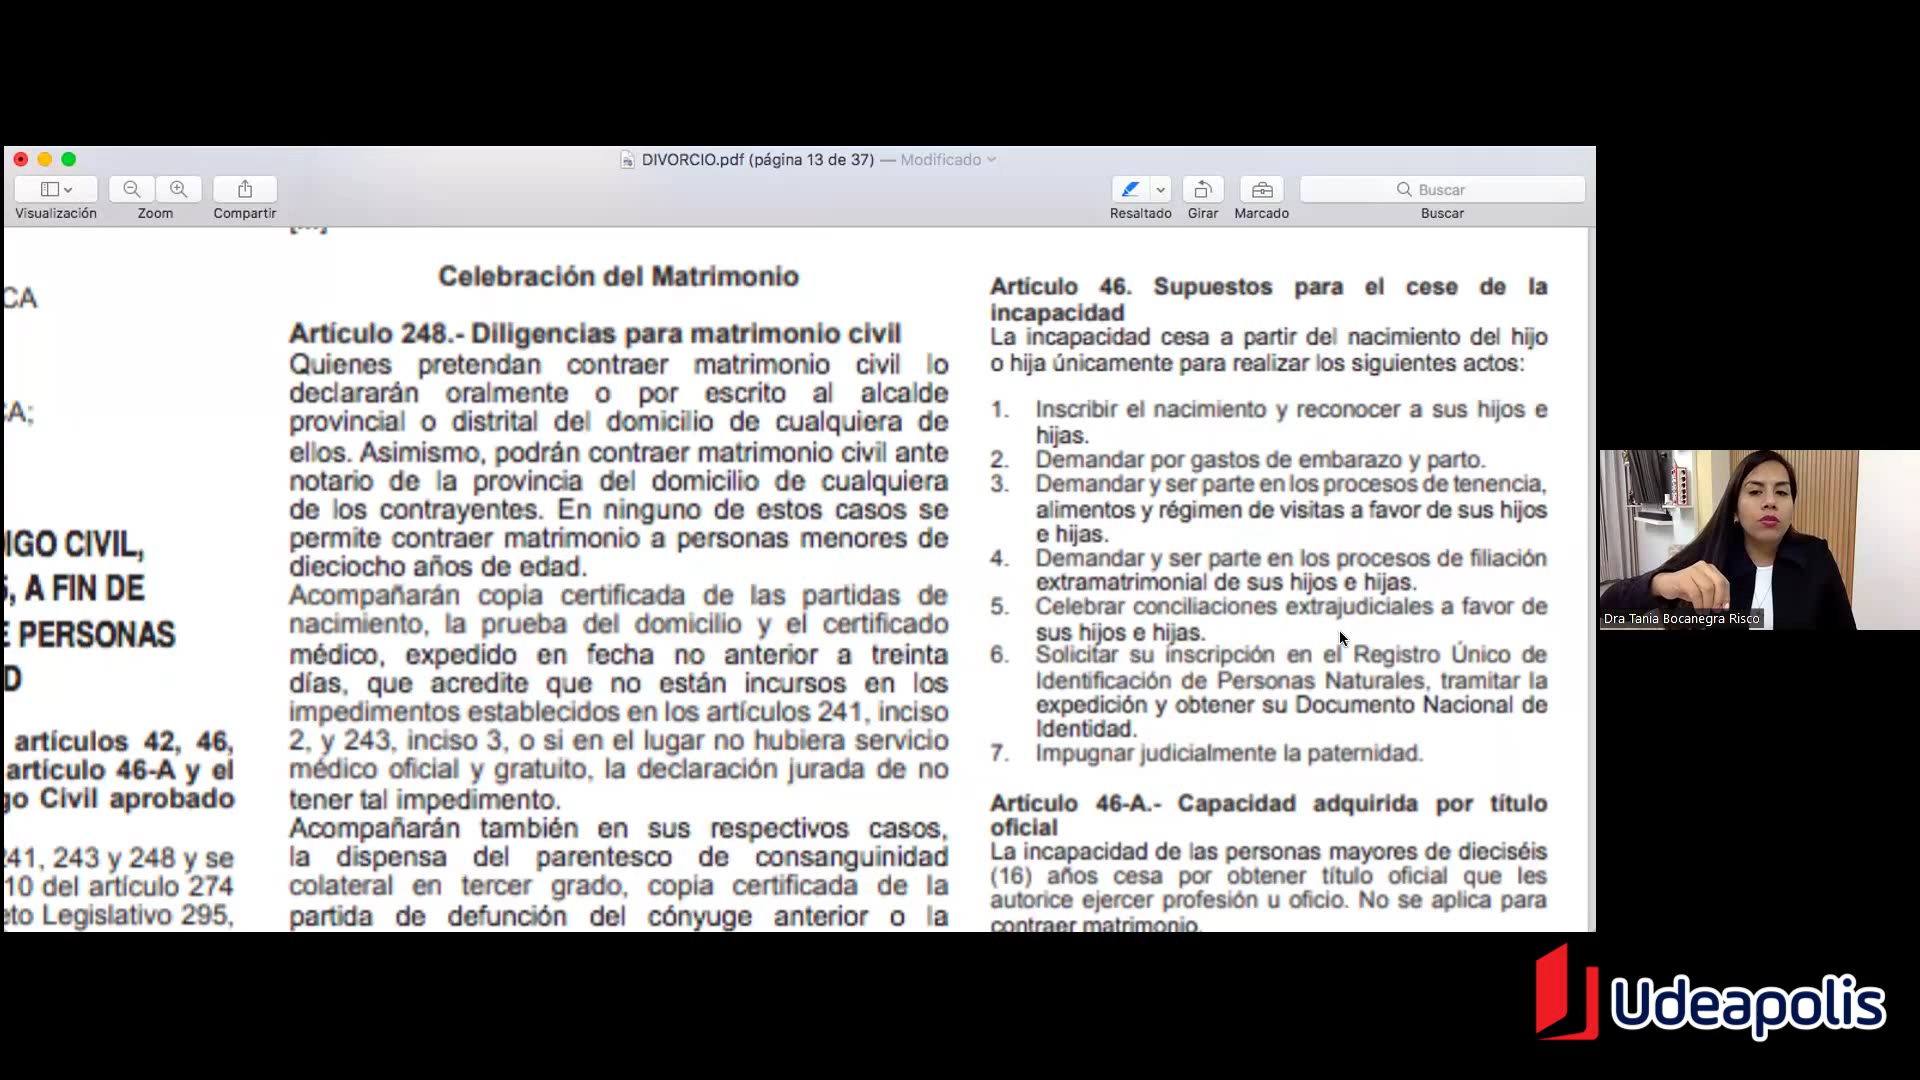 DIVORCIO.pdf (página 13 de 37) — Modificado
Visualización
Zoom
Compartir
Resaltado
Girar
Marcado
Buscar
Buscar
CA
CA;
IGO CIVIL,
, A FIN DE
E PERSONAS
D
artículos 42, 46,
artículo 46-A y el
go Civil aprobado
241, 243 y 248 y se
10 del artículo 274
eto Legislativo 295,
[...]
Celebración del Matrimonio
Artículo 248.- Diligencias para matrimonio civil
Quienes pretendan contraer matrimonio civil lo
declararán oralmente o por escrito al alcalde
provincial o distrital del domicilio de cualquiera de
ellos. Asimismo, podrán contraer matrimonio civil ante
notario de la provincia del domicilio de cualquiera
de los contrayentes. En ninguno de estos casos se
permite contraer matrimonio a personas menores de
dieciocho años de edad.
Acompañarán copia certificada de las partidas de
nacimiento, la prueba del domicilio y el certificado
médico, expedido en fecha no anterior a treinta
días, que acredite que no están incursos en los
impedimentos establecidos en los artículos 241, inciso
2, y 243, inciso 3, o si en el lugar no hubiera servicio
médico oficial y gratuito, la declaración jurada de no
tener tal impedimento.
Acompañarán también en sus respectivos casos,
la dispensa del parentesco de consanguinidad
colateral en tercer grado, copia certificada de la
partida de defunción del cónyuge anterior o la
Artículo 46. Supuestos para el cese de la
incapacidad
La incapacidad cesa a partir del nacimiento del hijo
o hija únicamente para realizar los siguientes actos:
1. Inscribir el nacimiento y reconocer a sus hijos e
hijas.
2. Demandar por gastos de embarazo y parto.
3. Demandar y ser parte en los procesos de tenencia,
alimentos y régimen de visitas a favor de sus hijos
e hijas.
4. Demandar y ser parte en los procesos de filiación
extramatrimonial de sus hijos e hijas.
5. Celebrar conciliaciones extrajudiciales a favor de
sus hijos e hijas.
6. Solicitar su inscripción en el Registro Único de
Identificación de Personas Naturales, tramitar la
expedición y obtener su Documento Nacional de
Identidad.
7. Impugnar judicialmente la paternidad.
Artículo 46-A.- Capacidad adquirida por título
oficial
La incapacidad de las personas mayores de dieciséis
(16) años cesa por obtener título oficial que les
autorice ejercer profesión u oficio. No se aplica para
contraer matrimonio.
Dra Tania Bocanegra Risco
Udeapolis